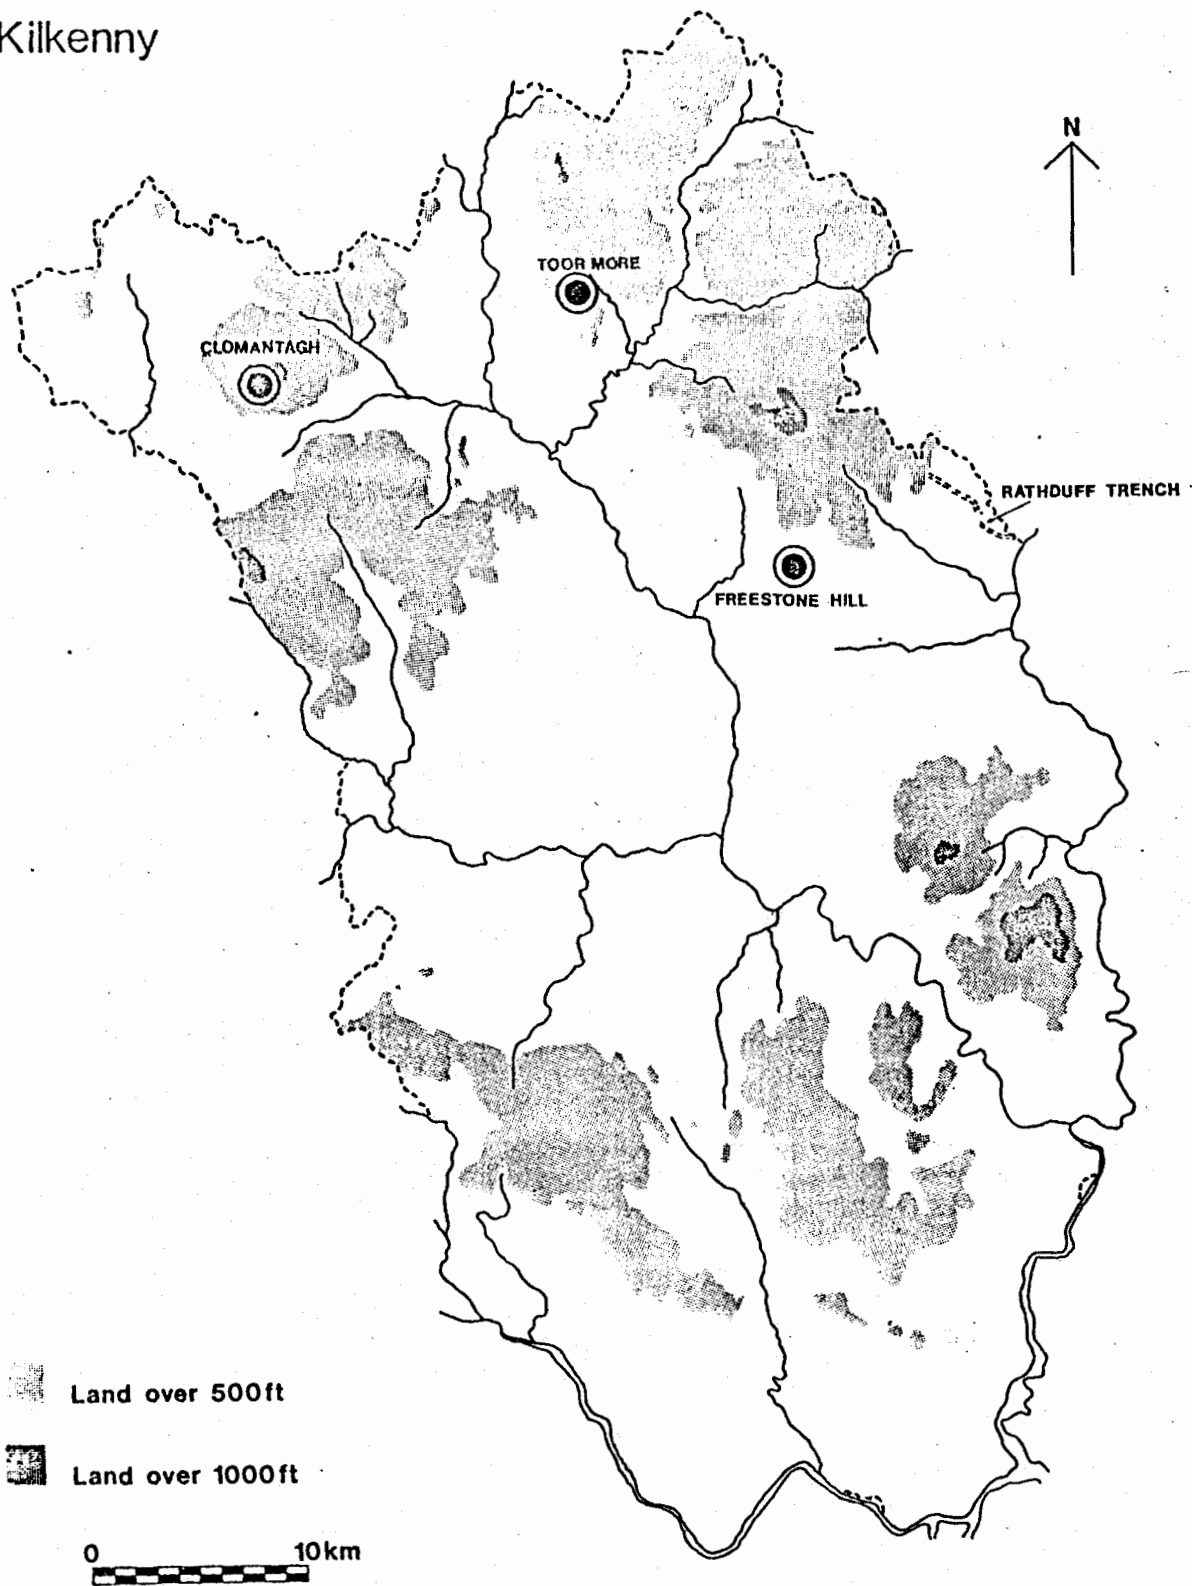 Kilkenny
N
TOOR MORE
CLOMANTAGH
RATHDUFF TRENCH
FREESTONE HILL
Land over 500ft
Land over 1000ft
0 10km